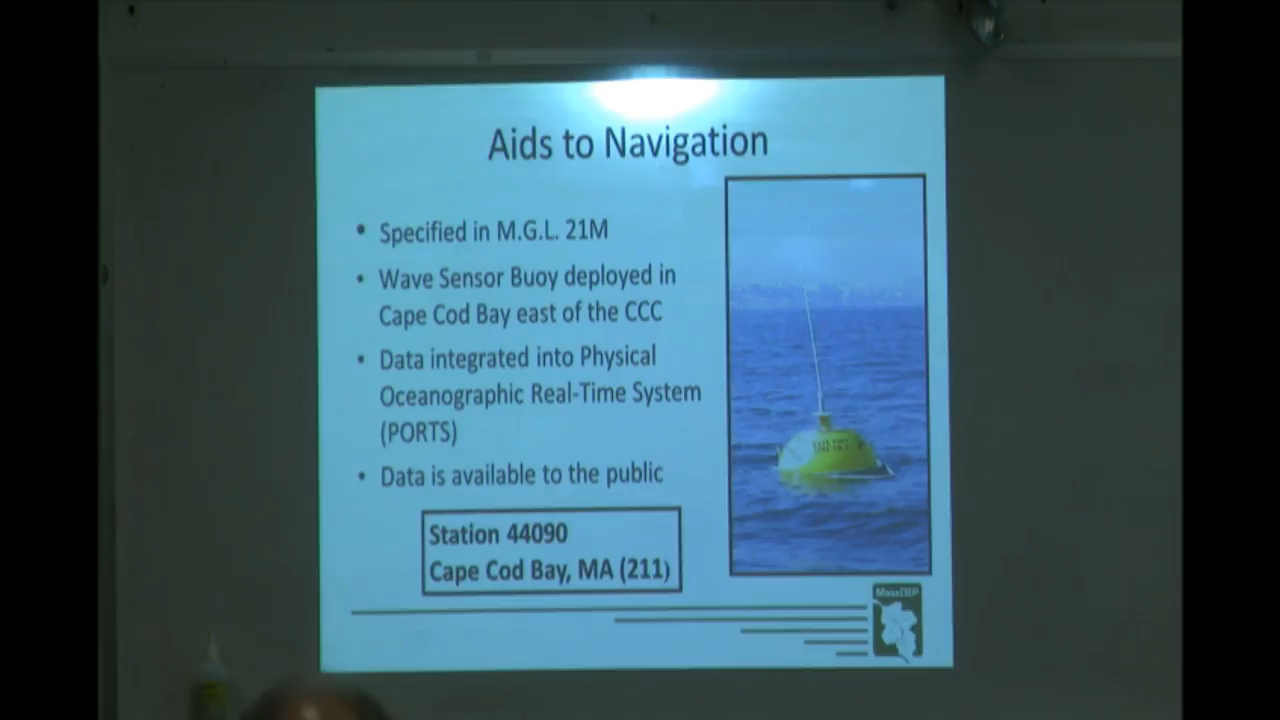 Aids to Navigation
• Specified in M.G.L. 21M
• Wave Sensor Buoy deployed in
Cape Cod Bay east of the CCC
• Data integrated into Physical
Oceanographic Real-Time System
(PORTS)
• Data is available to the public
Station 44090
Cape Cod Bay, MA (211)
MassDEP